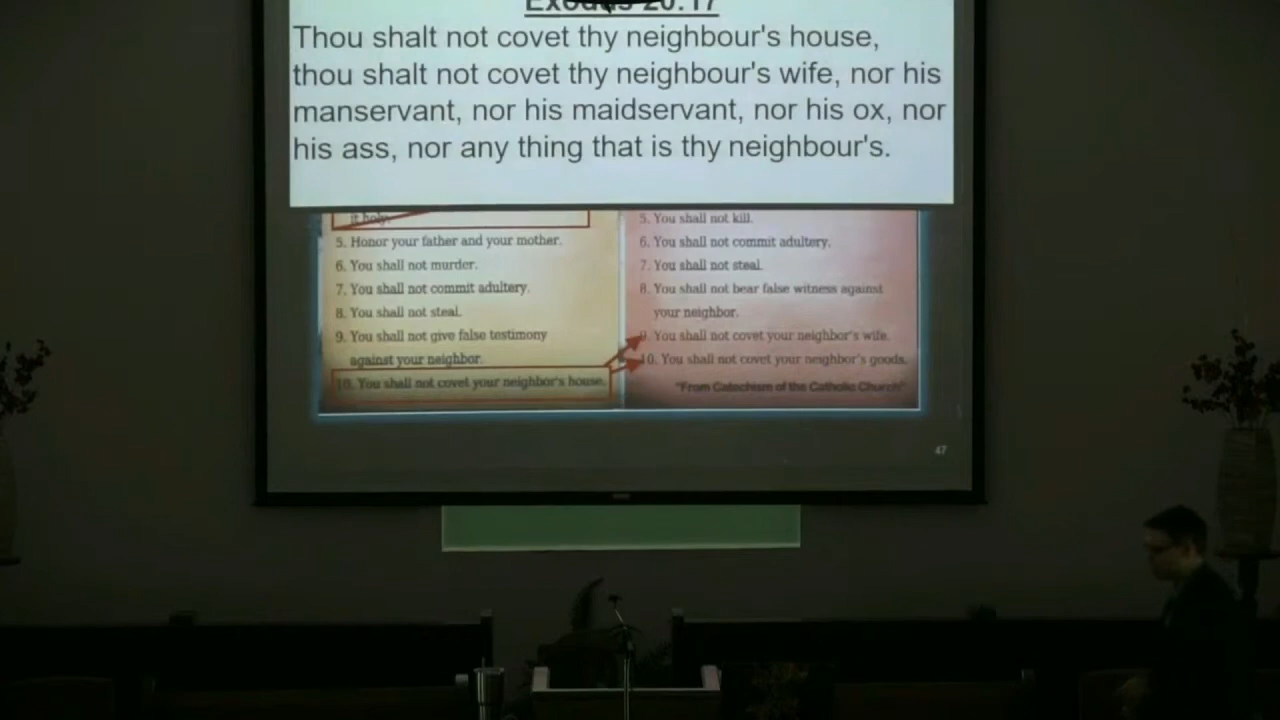 Exodus 20:17
Thou shalt not covet thy neighbour's house,
thou shalt not covet thy neighbour's wife, nor his
manservant, nor his maidservant, nor his ox, nor
his ass, nor any thing that is thy neighbour's.
it holy.
5. Honor your father and your mother.
6. You shall not murder.
7. You shall not commit adultery.
8. You shall not steal.
9. You shall not give false testimony
against your neighbor.
10. You shall not covet your neighbor's house.
5. You shall not kill.
6. You shall not commit adultery.
7. You shall not steal.
8. You shall not bear false witness against
your neighbor.
9. You shall not covet your neighbor's wife.
10. You shall not covet your neighbor's goods.
"From Catechism of the Catholic Church"
47